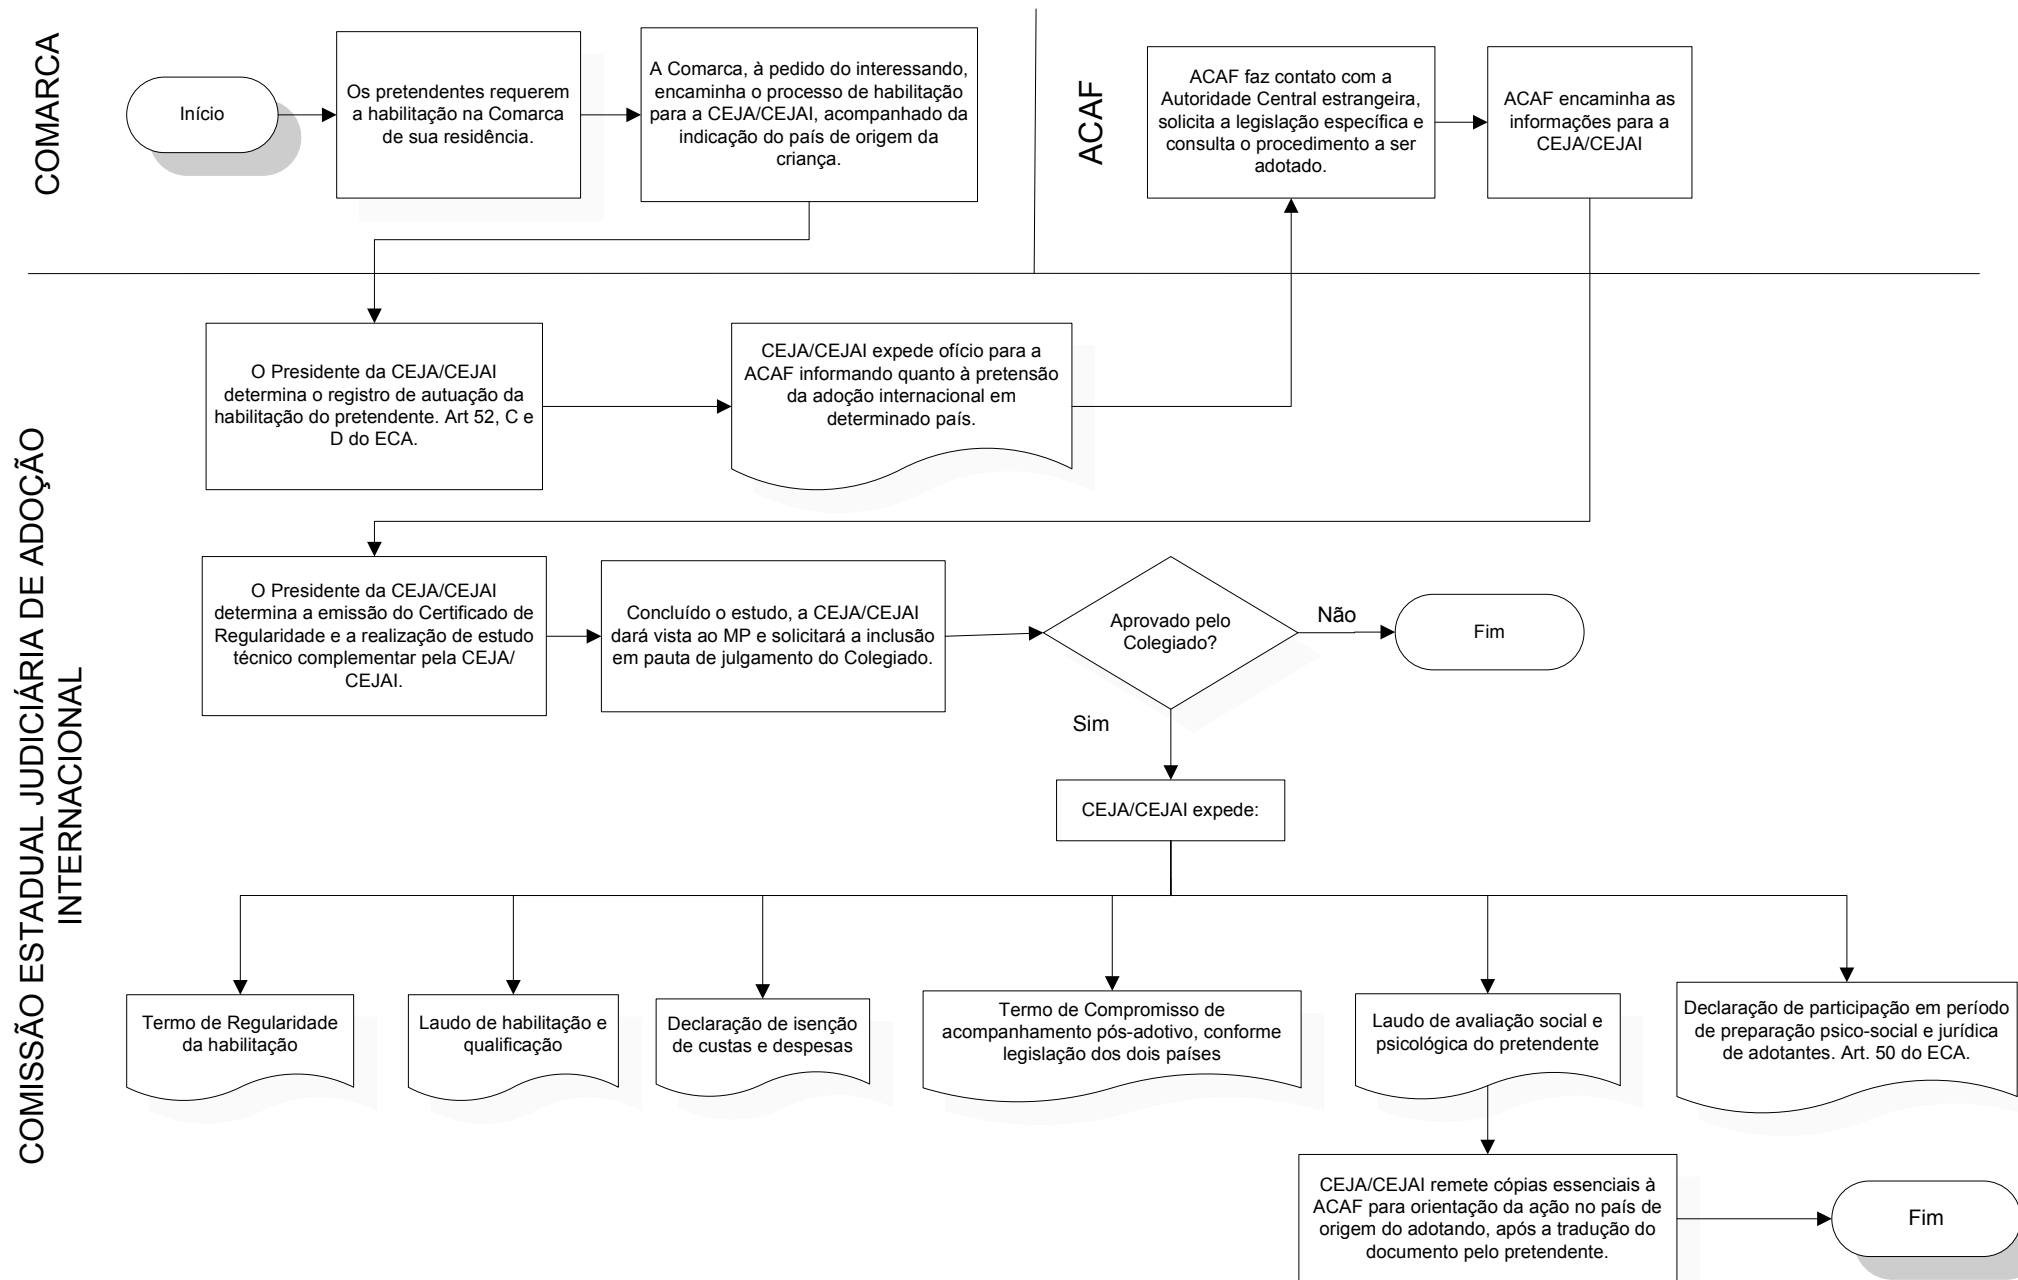 COMARCA
Início
Os pretendentes requerem
a habilitação na Comarca
de sua residência.
A Comarca, à pedido do interessando,
encaminha o processo de habilitação
para a CEJA/CEJAI, acompanhado da
indicação do país de origem da
criança.
ACAF
ACAF faz contato com a
Autoridade Central estrangeira,
solicita a legislação específica e
consulta o procedimento a ser
adotado.
ACAF encaminha as
informações para a
CEJA/CEJAI
COMISSÃO ESTADUAL JUDICIÁRIA DE ADOÇÃO
INTERNACIONAL
O Presidente da CEJA/CEJAI
determina o registro de autuação da
habilitação do pretendente. Art 52, C e
D do ECA.
CEJA/CEJAI expede ofício para a
ACAF informando quanto à pretensão
da adoção internacional em
determinado país.
O Presidente da CEJA/CEJAI
determina a emissão do Certificado de
Regularidade e a realização de estudo
técnico complementar pela CEJA/
CEJAI.
Concluído o estudo, a CEJA/CEJAI
dará vista ao MP e solicitará a inclusão
em pauta de julgamento do Colegiado.
Aprovado pelo
Colegiado?
Não
Fim
Sim
CEJA/CEJAI expede:
Termo de Regularidade
da habilitação
Laudo de habilitação e
qualificação
Declaração de isenção
de custas e despesas
Termo de Compromisso de
acompanhamento pós-adotivo, conforme
legislação dos dois países
Laudo de avaliação social e
psicológica do pretendente
Declaração de participação em período
de preparação psico-social e jurídica
de adotantes. Art. 50 do ECA.
CEJA/CEJAI remete cópias essenciais à
ACAF para orientação da ação no país de
origem do adotando, após a tradução do
documento pelo pretendente.
Fim